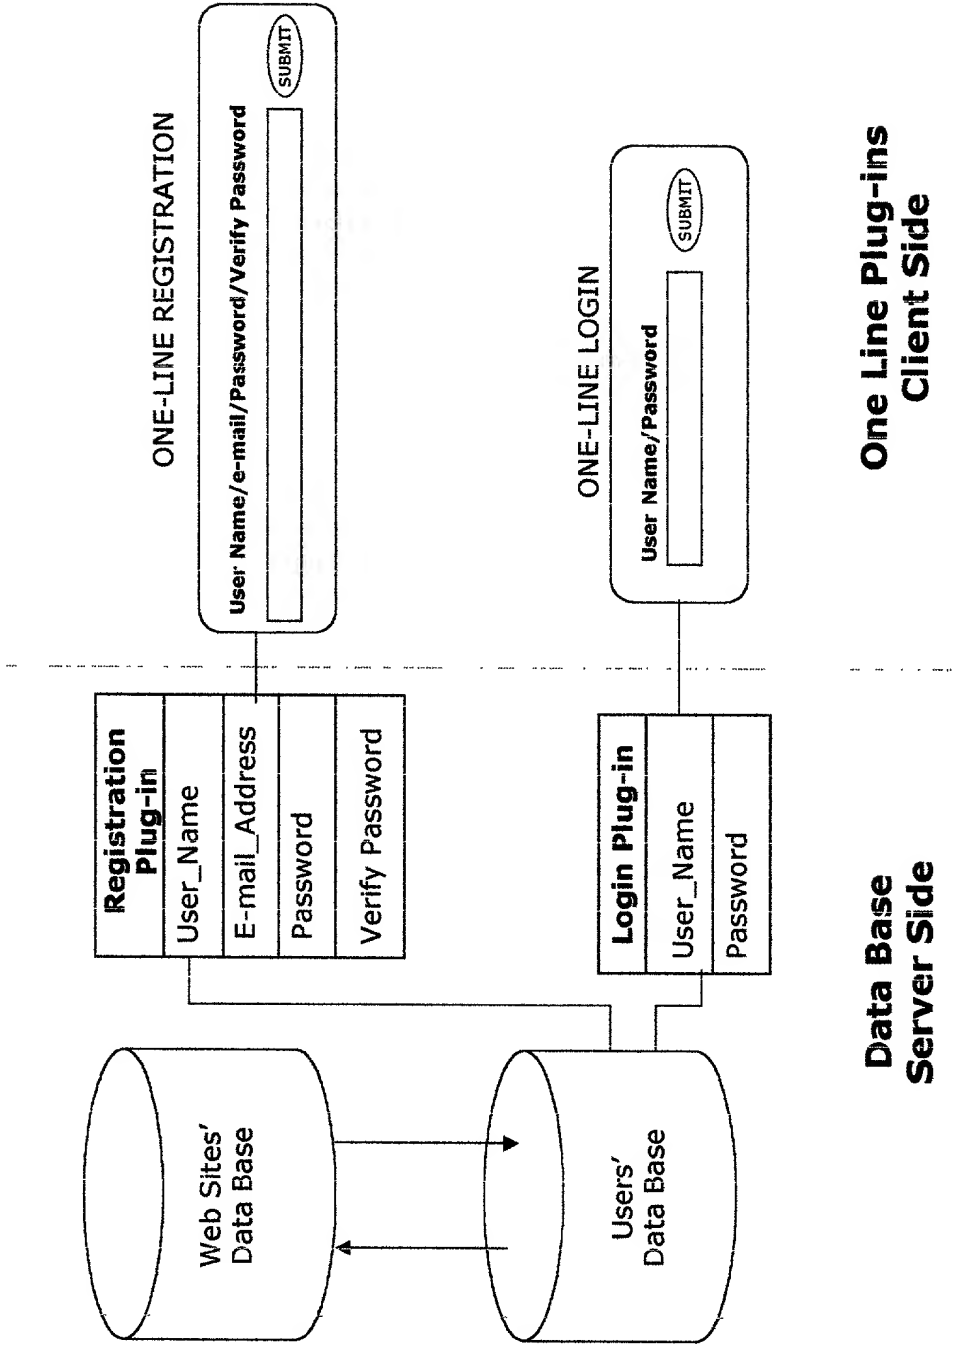 Web Sites'
Data Base
Users'
Data Base
Registration
Plug-in
User_Name
E-mail_Address
Password
Verify Password
Login Plug-in
User_Name
Password
ONE-LINE REGISTRATION
User Name/e-mail/Password/Verify Password
SUBMIT
ONE-LINE LOGIN
User Name/Password
SUBMIT
Data Base
Server Side
One Line Plug-ins
Client Side